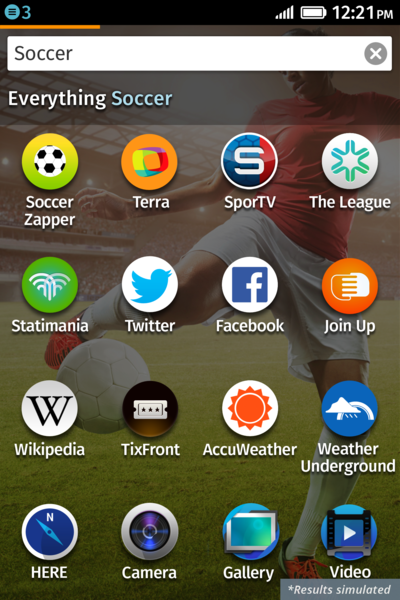 3
12:21 PM
Soccer
Everything Soccer
Soccer Zapper
Terra
S
SporTV
The League
Statimania
Twitter
f
Facebook
Join Up
W
Wikipedia
TixFront
AccuWeather
Weather Underground
N
HERE
Camera
Gallery
Video
*Results simulated